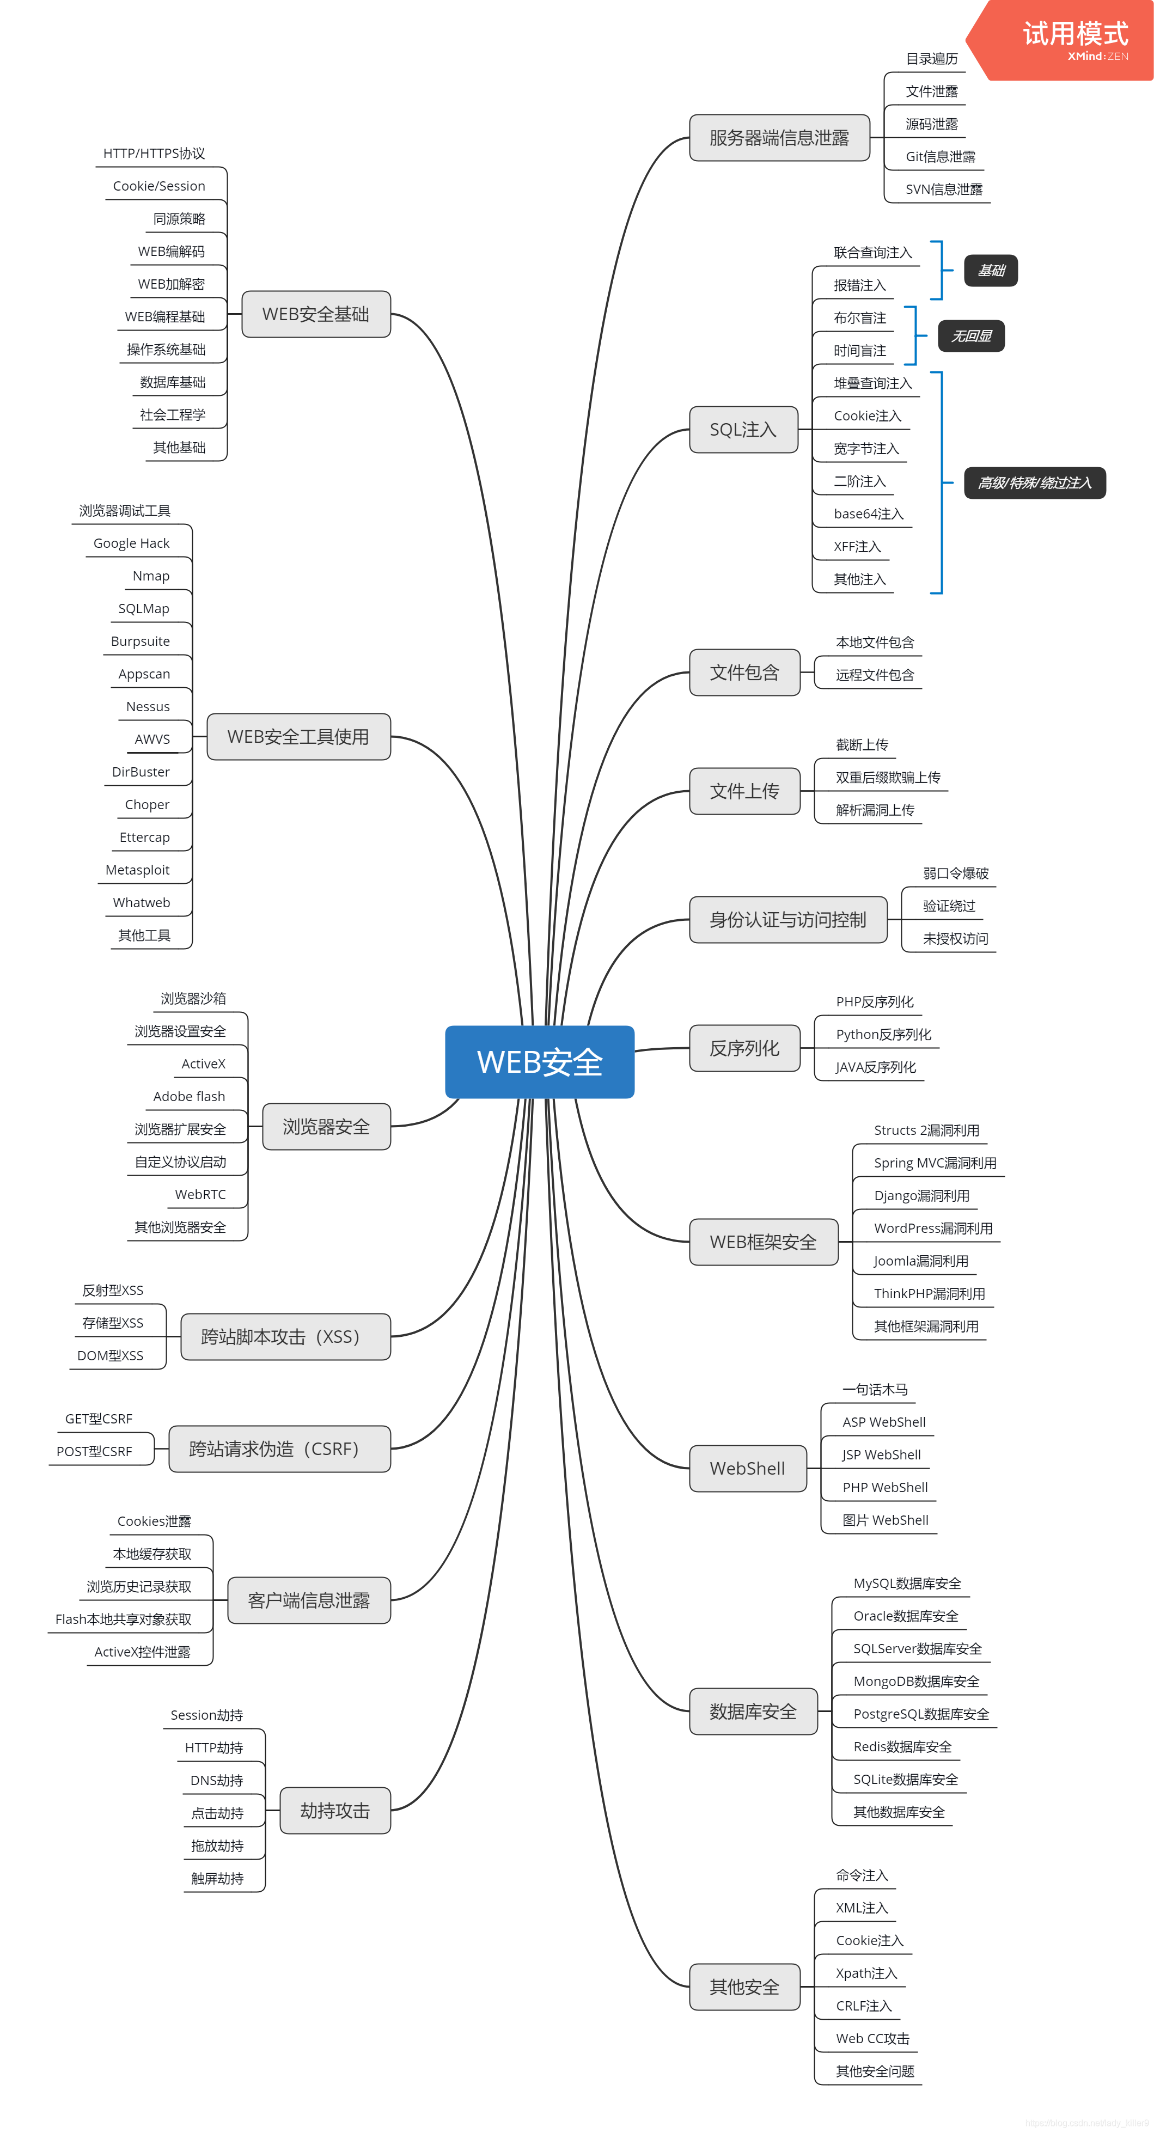 试用模式
XMind:ZEN
WEB安全
WEB安全基础
HTTP/HTTPS协议
Cookie/Session
同源策略
WEB编解码
WEB加解密
WEB编程基础
操作系统基础
数据库基础
社会工程学
其他基础
WEB安全工具使用
浏览器调试工具
Google Hack
Nmap
SQLMap
Burpsuite
Appscan
Nessus
AWVS
DirBuster
Choper
Ettercap
Metasploit
Whatweb
其他工具
浏览器安全
浏览器沙箱
浏览器设置安全
ActiveX
Adobe flash
浏览器扩展安全
自定义协议启动
WebRTC
其他浏览器安全
跨站脚本攻击（XSS）
反射型XSS
存储型XSS
DOM型XSS
跨站请求伪造（CSRF）
GET型CSRF
POST型CSRF
客户端信息泄露
Cookies泄露
本地缓存获取
浏览历史记录获取
Flash本地共享对象获取
ActiveX控件泄露
劫持攻击
Session劫持
HTTP劫持
DNS劫持
点击劫持
拖放劫持
触屏劫持
服务器端信息泄露
目录遍历
文件泄露
源码泄露
Git信息泄露
SVN信息泄露
SQL注入
联合查询注入
报错注入
基础
布尔盲注
时间盲注
无回显
堆叠查询注入
Cookie注入
宽字节注入
二阶注入
base64注入
XFF注入
其他注入
高级/特殊/绕过注入
文件包含
本地文件包含
远程文件包含
文件上传
截断上传
双重后缀欺骗上传
解析漏洞上传
身份认证与访问控制
弱口令爆破
验证绕过
未授权访问
反序列化
PHP反序列化
Python反序列化
JAVA反序列化
WEB框架安全
Structs 2漏洞利用
Spring MVC漏洞利用
Django漏洞利用
WordPress漏洞利用
Joomla漏洞利用
ThinkPHP漏洞利用
其他框架漏洞利用
WebShell
一句话木马
ASP WebShell
JSP WebShell
PHP WebShell
图片 WebShell
数据库安全
MySQL数据库安全
Oracle数据库安全
SQLServer数据库安全
MongoDB数据库安全
PostgreSQL数据库安全
Redis数据库安全
SQLite数据库安全
其他数据库安全
其他安全
命令注入
XML注入
Cookie注入
Xpath注入
CRLF注入
Web CC攻击
其他安全问题